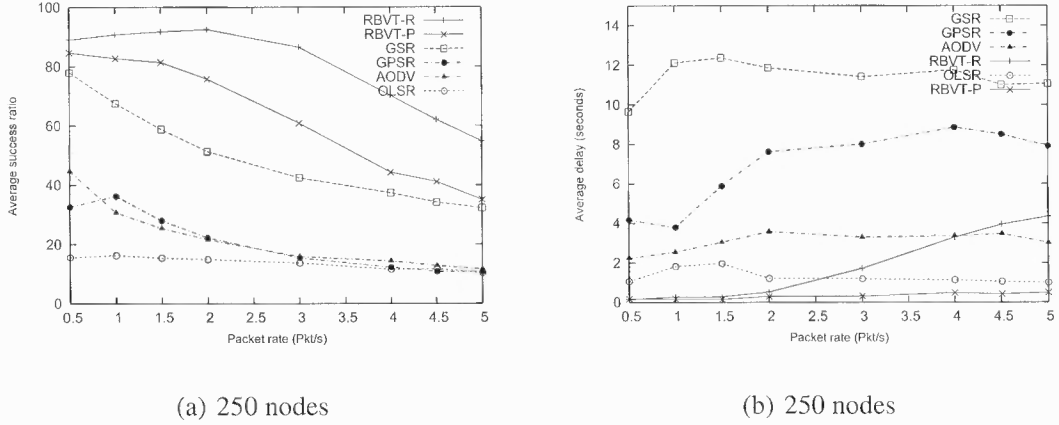 100
80
60
40
20
0
0.5 1 1.5 2 2.5 3 3.5 4 4.5 5
Average success ratio
Packet rate (Pkt/s)
RBVT-R
RBVT-P
GSR
GPSR
AODV
OLSR
(a) 250 nodes
14
12
10
8
6
4
2
0
0.5 1 1.5 2 2.5 3 3.5 4 4.5 5
Average delay (seconds)
Packet rate (Pkt/s)
GSR
GPSR
AODV
RBVT-R
OLSR
RBVT-P
(b) 250 nodes